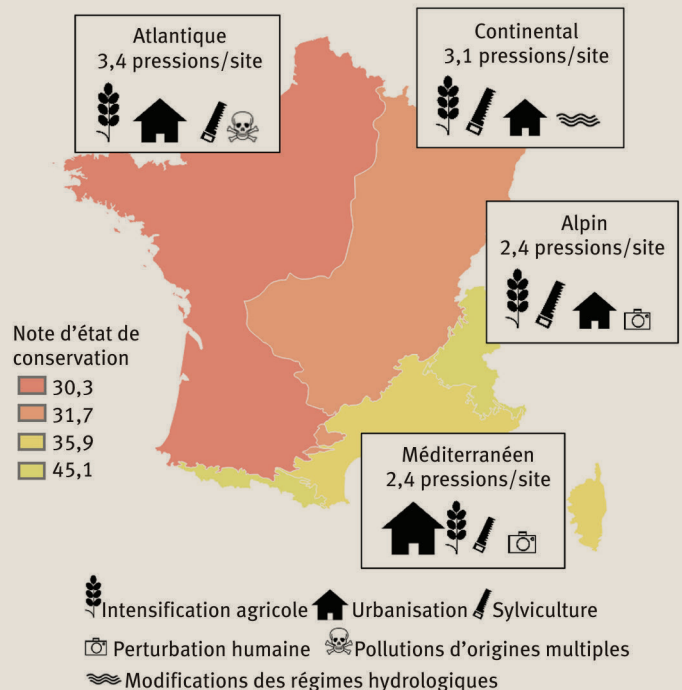 Atlantique
3,4 pressions/site
Continental
3,1 pressions/site
Alpin
2,4 pressions/site
Note d’état de
conservation
30,3
31,7
35,9
45,1
Méditerranéen
2,4 pressions/site
Intensification agricole Urbanisation Sylviculture
Perturbation humaine Pollutions d’origines multiples
Modifications des régimes hydrologiques